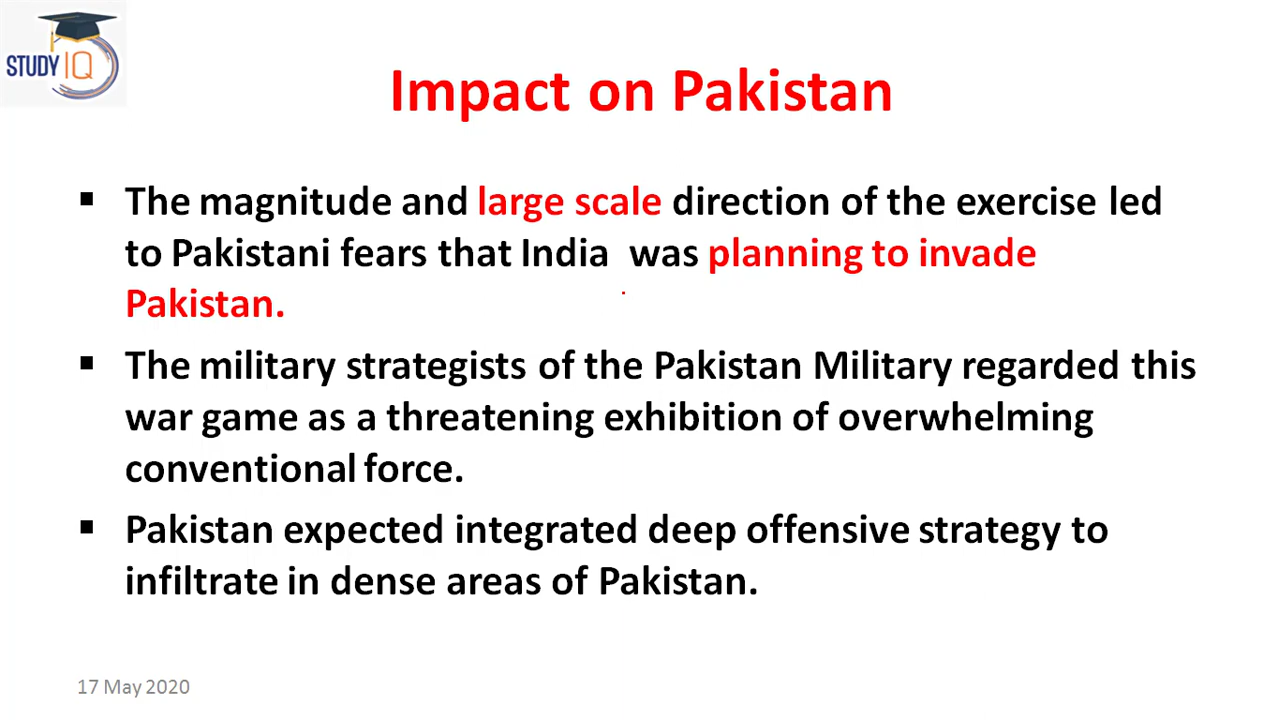 STUDY IQ
Impact on Pakistan
▪ The magnitude and large scale direction of the exercise led
to Pakistani fears that India  was planning to invade
Pakistan.
▪ The military strategists of the Pakistan Military regarded this
war game as a threatening exhibition of overwhelming
conventional force.
▪ Pakistan expected integrated deep offensive strategy to
infiltrate in dense areas of Pakistan.
17 May 2020